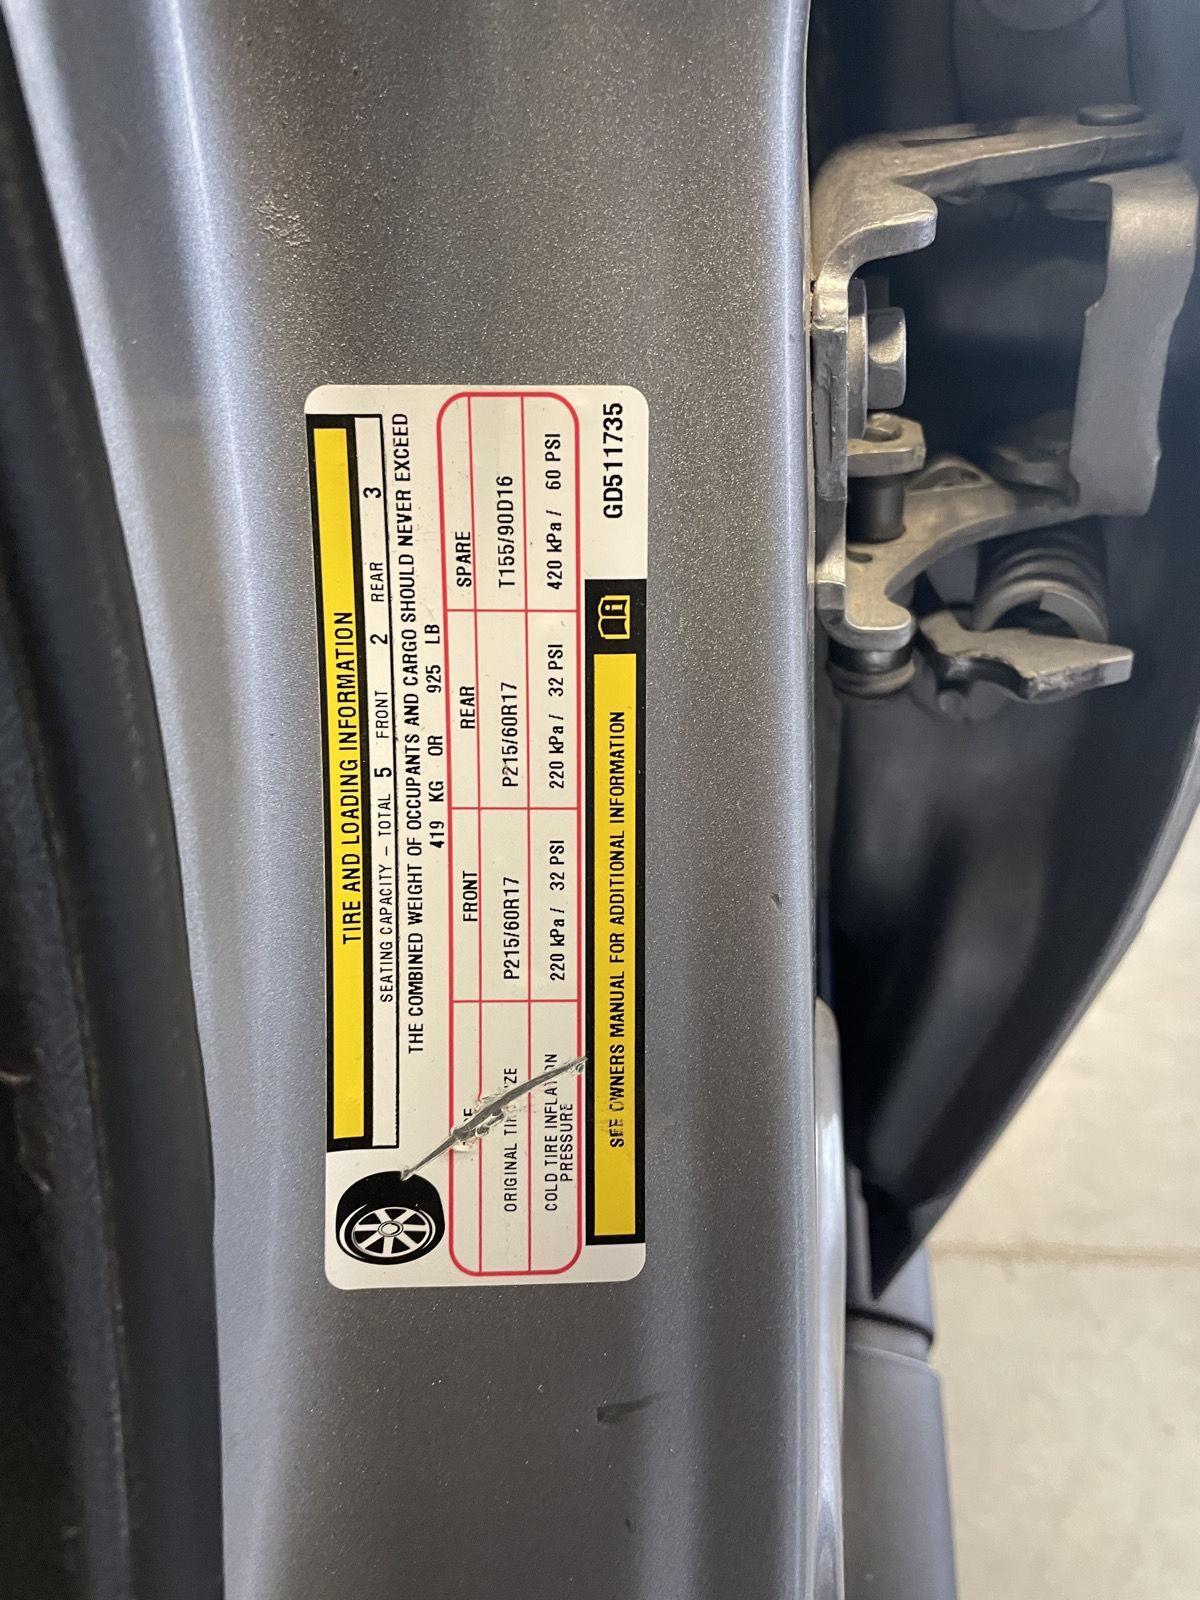 TIRE AND LOADING INFORMATION
SEATING CAPACITY - TOTAL 5 FRONT 2 REAR 3
THE COMBINED WEIGHT OF OCCUPANTS AND CARGO SHOULD NEVER EXCEED
419 KG OR 925 LB
FRONT REAR SPARE
ORIGINAL P215/60R17 P215/60R17 T155/90D16
COLD TIRE INFLATION PRESSURE 220 kPa / 32 PSI 220 kPa / 32 PSI 420 kPa / 60 PSI
SEE OWNERS MANUAL FOR ADDITIONAL INFORMATION
GD511735